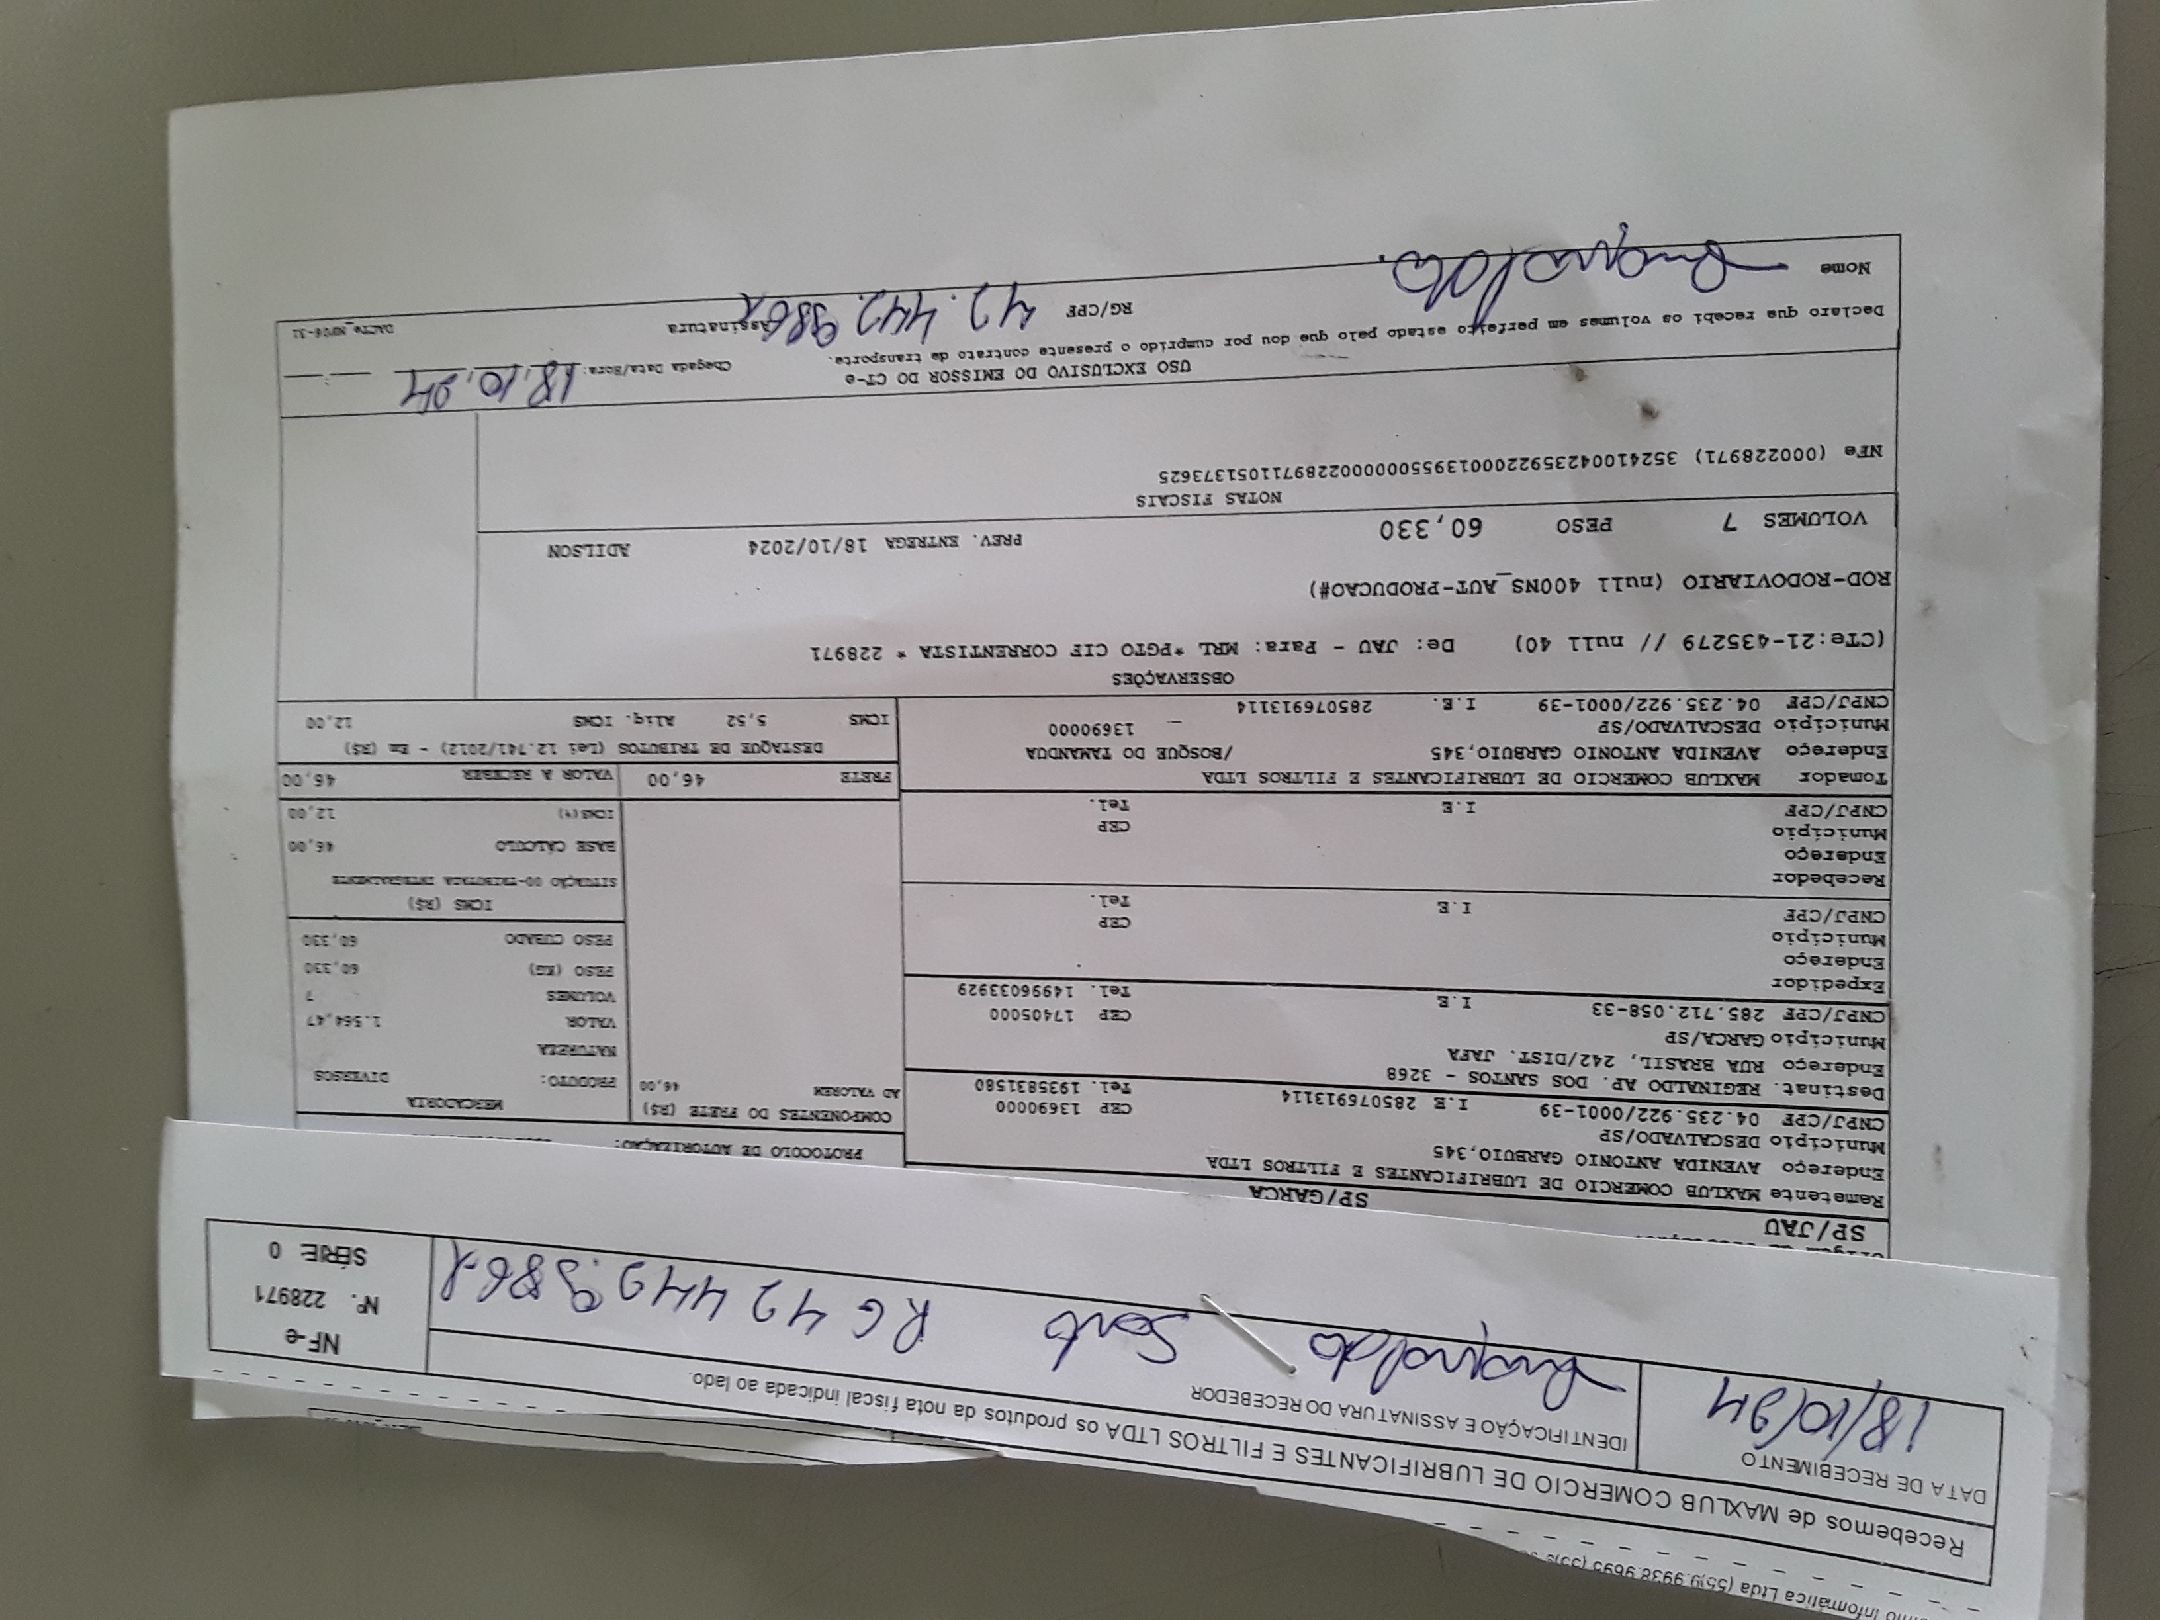 Recebemos de MAXLUB COMERCIO DE LUBRIFICANTES E FILTROS LTDA os produtos da nota fiscal indicada ao lado
DATA DE RECEBIMENTO
18/10/24
IDENTIFICAÇÃO E ASSINATURA DO RECEBEDOR
Reginaldo Santo RG 42 442.986-2
NF-e
Nº. 228971
SÉRIE 0
SP/JAU SP/GARCA
Remetente MAXLUB COMERCIO DE LUBRIFICANTES E FILTROS LTDA
Endereço AVENIDA ANTONIO GARBUIO,345
Município DESCALVADO/SP CEP 13690000
CNPJ/CPF 04.235.922/0001-39 I.E 285076913114 Tel. 1935831580
Destinat. REGINALDO AP. DOS SANTOS - 3268
Endereço RUA BRASIL, 242/DIST. JAFA
Município GARCA/SP CEP 17405000
CNPJ/CPF 285.712.058-33 I.E Tel. 14996033929
Expedidor
Endereço
Município CEP
CNPJ/CPF I.E Tel.
Recebedor
Endereço
Município CEP
CNPJ/CPF I.E Tel.
Tomador MAXLUB COMERCIO DE LUBRIFICANTES E FILTROS LTDA
Endereço AVENIDA ANTONIO GARBUIO,345 /BOSQUE DO TAMANDUA
Município DESCALVADO/SP - 13690000
CNPJ/CPF 04.235.922/0001-39 I.E. 285076913114
PROTOCOLO DE AUTORIZAÇÃO:
COMPONENTES DO FRETE (R$)
AD VALOREM 46,00
MERCADORIA
PRODUTO: DIVERSOS
NATUREZA
VALOR 1.564,47
VOLUMES 7
PESO (KG) 60,330
PESO CUBADO 60,330
ICMS (R$)
SITUAÇÃO 00-TRIBUTADA INTEGRALMENTE
BASE CÁLCULO 46,00
ICMS(%) 12,00
FRETE 46,00 VALOR A RECEBER 46,00
DESTAQUE DE TRIBUTOS (Lei 12.741/2012) - Em (R$)
ICMS 5,52 Aliq. ICMS 12,00
OBSERVAÇÕES
(CTe:21-435279 // null 40) De: JAU - Para: MRL *PGTO CIF CORRENTISTA * 228971
ROD-RODOVIARIO (null 400NS_AUT-PRODUCAO#)
VOLUMES 7 PESO 60,330 PREV. ENTREGA 18/10/2024 ADILSON
NOTAS FISCAIS
NFe (000228971) 35241004235922000139550000002289711051373625
USO EXCLUSIVO DO EMISSOR DO CT-e
Declaro que recebi os volumes em perfeito estado pelo que dou por cumprido o presente contrato de transporte.
Chegada Data/Hora: 18,10,24
Nome Reginaldo. RG/CPF 42.442.986-2 Assinatura